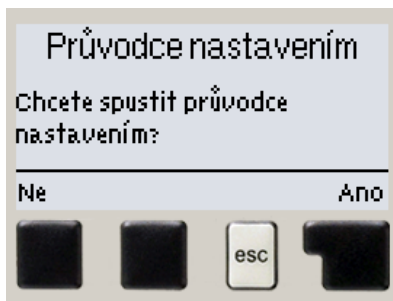 Průvodce nastavením
Chcete spustit průvodce
nastavením?
Ne Ano
esc